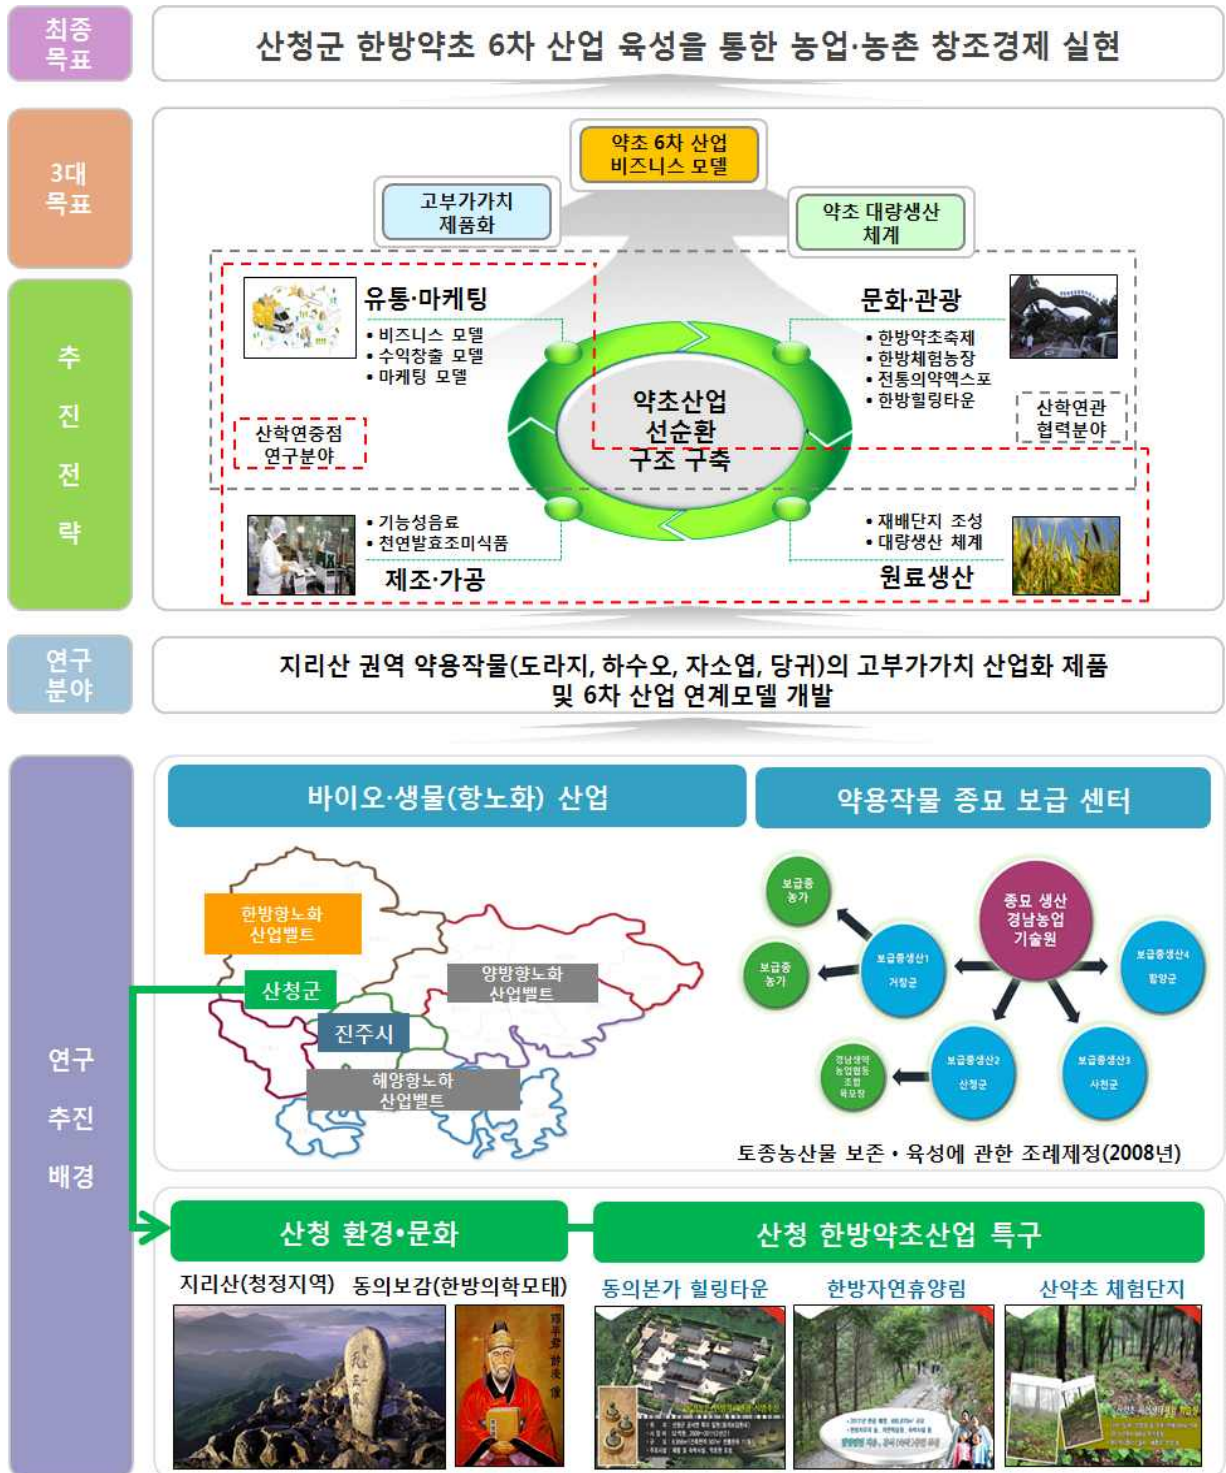 최종
목표
산청군 한방약초 6차 산업 육성을 통한 농업·농촌 창조경제 실현
3대
목표
약초 6차 산업
비즈니스 모델
고부가가치
제품화
약초 대량생산
체계
추
진
전
략
유통·마케팅
• 비즈니스 모델
• 수익창출 모델
• 마케팅 모델
문화·관광
• 한방약초축제
• 한방체험농장
• 전통의약엑스포
• 한방힐링타운
산학연중점
연구분야
약초산업
선순환
구조 구축
산학연관
협력분야
• 기능성음료
• 천연발효조미식품
제조·가공
• 재배단지 조성
• 대량생산 체계
원료생산
연구
분야
지리산 권역 약용작물(도라지, 하수오, 자소엽, 당귀)의 고부가가치 산업화 제품
및 6차 산업 연계모델 개발
연구
추진
배경
바이오·생물(항노화) 산업
한방항노화
산업벨트
산청군
양방항노화
산업벨트
진주시
해양항노하
산업벨트
약용작물 종묘 보급 센터
보급종
농가
종묘 생산
경남농업
기술원
보급종
농가
보급종생산1
거창군
보급종생산4
함양군
경남생약
농업협동
조합
육묘장
보급종생산2
산청군
보급종생산3
사천군
토종농산물 보존 • 육성에 관한 조례제정(2008년)
산청 환경•문화
산청 한방약초산업 특구
지리산(청정지역)
동의보감(한방의학모태)
동의본가 힐링타운
한방자연휴양림
산약초 체험단지